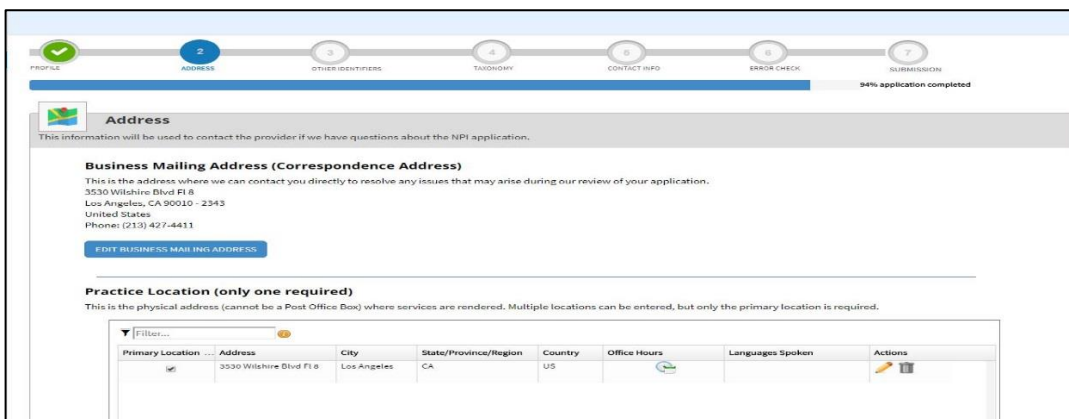 2 3 4 5 6 7
PROFILE ADDRESS OTHER IDENTIFIERS TAXONOMY CONTACT INFO ERROR CHECK SUBMISSION
94% application completed
Address
This information will be used to contact the provider if we have questions about the NPI application.
Business Mailing Address (Correspondence Address)
This is the address where we can contact you directly to resolve any issues that may arise during our review of your application.
3530 Wilshire Blvd Fl 8
Los Angeles, CA 90010 - 2343
United States
Phone: (213) 427-4411
EDIT BUSINESS MAILING ADDRESS
Practice Location (only one required)
This is the physical address (cannot be a Post Office Box) where services are rendered. Multiple locations can be entered, but only the primary location is required.
Filter...
Primary Location ... Address City State/Province/Region Country Office Hours Languages Spoken Actions
3530 Wilshire Blvd Fl 8 Los Angeles CA US